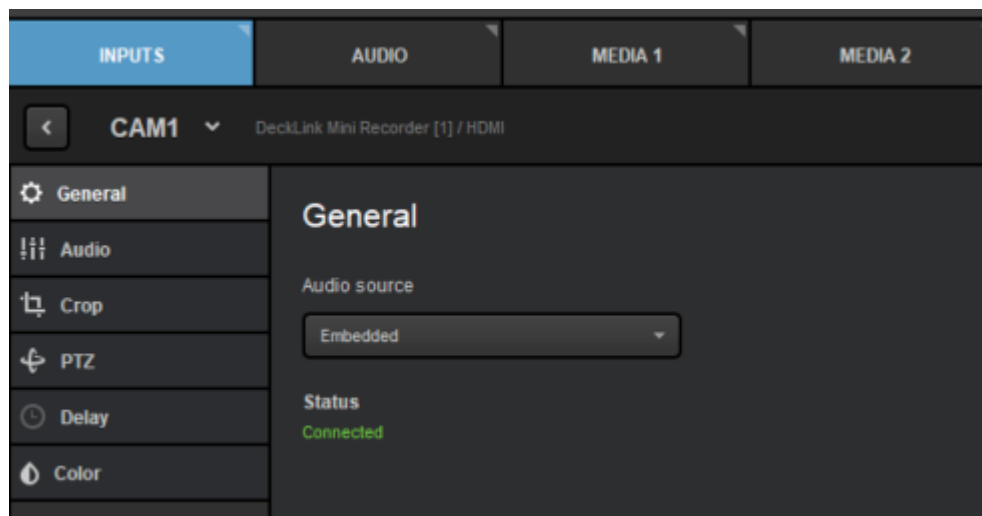 INPUTS AUDIO MEDIA 1 MEDIA 2
CAM1 DeckLink Mini Recorder [1] / HDMI
General
Audio
Crop
PTZ
Delay
Color
General
Audio source
Embedded
Status
Connected